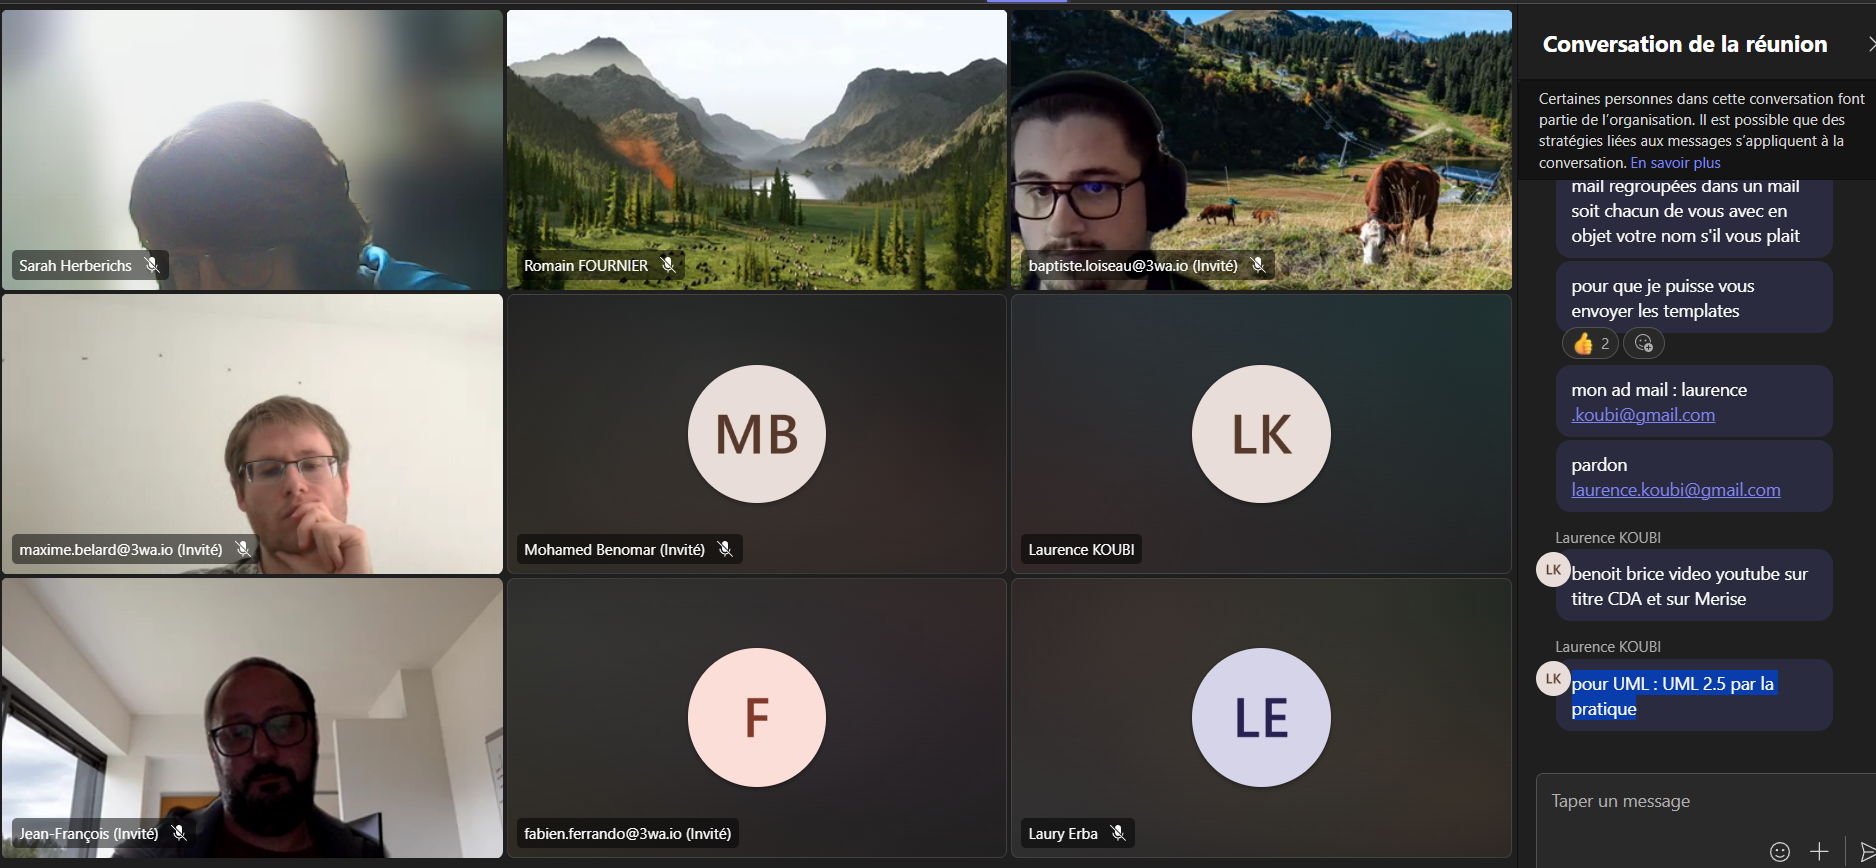 Sarah Herberichs
Romain FOURNIER
baptiste.loiseau@3wa.io (Invité)
maxime.belard@3wa.io (Invité)
MB
Mohamed Benomar (Invité)
LK
Laurence KOUBI
Jean-François (Invité)
F
fabien.ferrando@3wa.io (Invité)
LE
Laury Erba
Conversation de la réunion
Certaines personnes dans cette conversation font
partie de l’organisation. Il est possible que des
stratégies liées aux messages s’appliquent à la
conversation. En savoir plus
mail regroupées dans un mail
soit chacun de vous avec en
objet votre nom s'il vous plait
pour que je puisse vous
envoyer les templates
2
mon ad mail : laurence
.koubi@gmail.com
pardon
laurence.koubi@gmail.com
Laurence KOUBI
LK
benoit brice video youtube sur
titre CDA et sur Merise
Laurence KOUBI
LK
pour UML : UML 2.5 par la
pratique
Taper un message